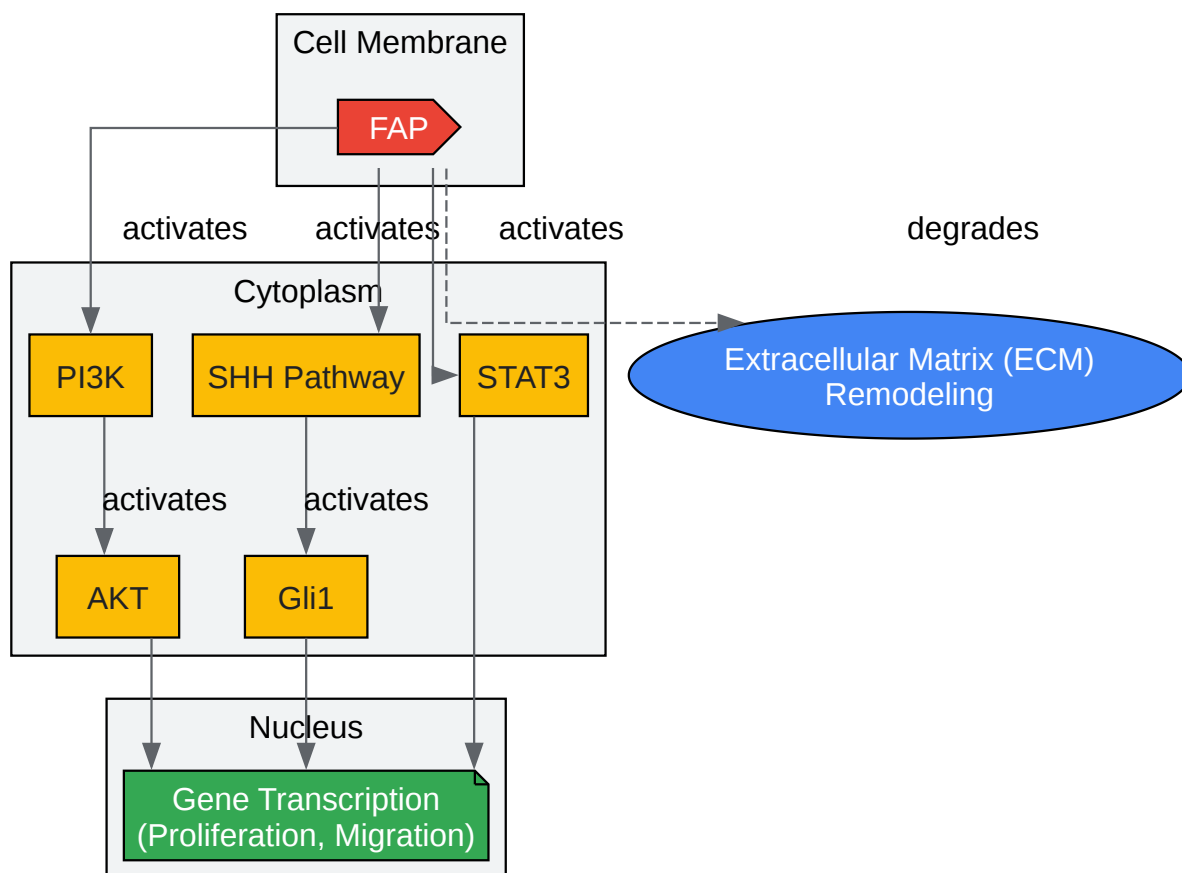 Cell Membrane
FAP
activates
activates
activates
degrades
Cytoplasm
PI3K
SHH Pathway
STAT3
Extracellular Matrix (ECM)
Remodeling
activates
activates
AKT
Gli1
Nucleus
Gene Transcription
(Proliferation, Migration)